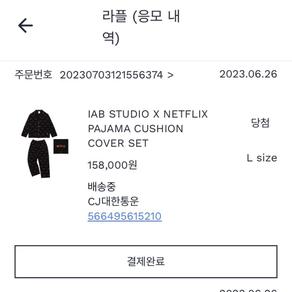 라플 (응모 내
역)
주문번호 20230703121556374 > 2023.06.26
IAB STUDIO X NETFLIX
PAJAMA CUSHION
COVER SET
당첨
158,000원
L size
배송중
CJ대한통운
566495615210
결제완료